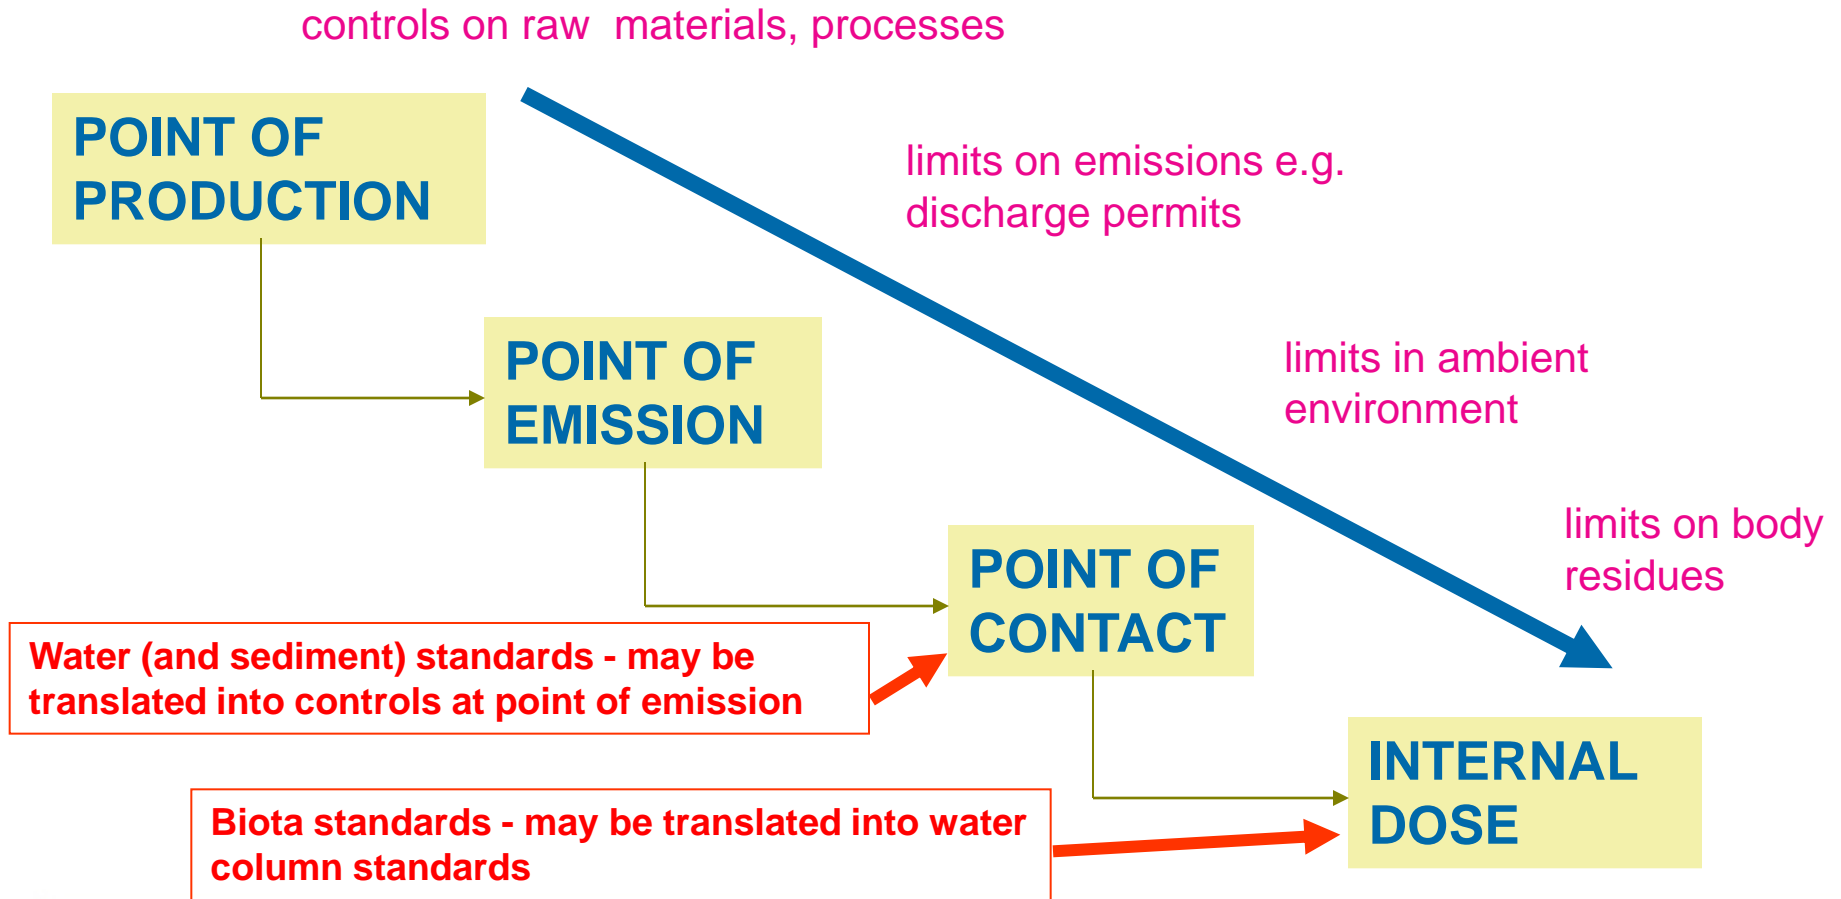 controls on raw  materials, processes
POINT OF
PRODUCTION
limits on emissions e.g.
discharge permits
POINT OF
EMISSION
limits in ambient
environment
limits on body
residues
POINT OF
CONTACT
Water (and sediment) standards - may be
translated into controls at point of emission
INTERNAL
DOSE
Biota standards - may be translated into water
column standards